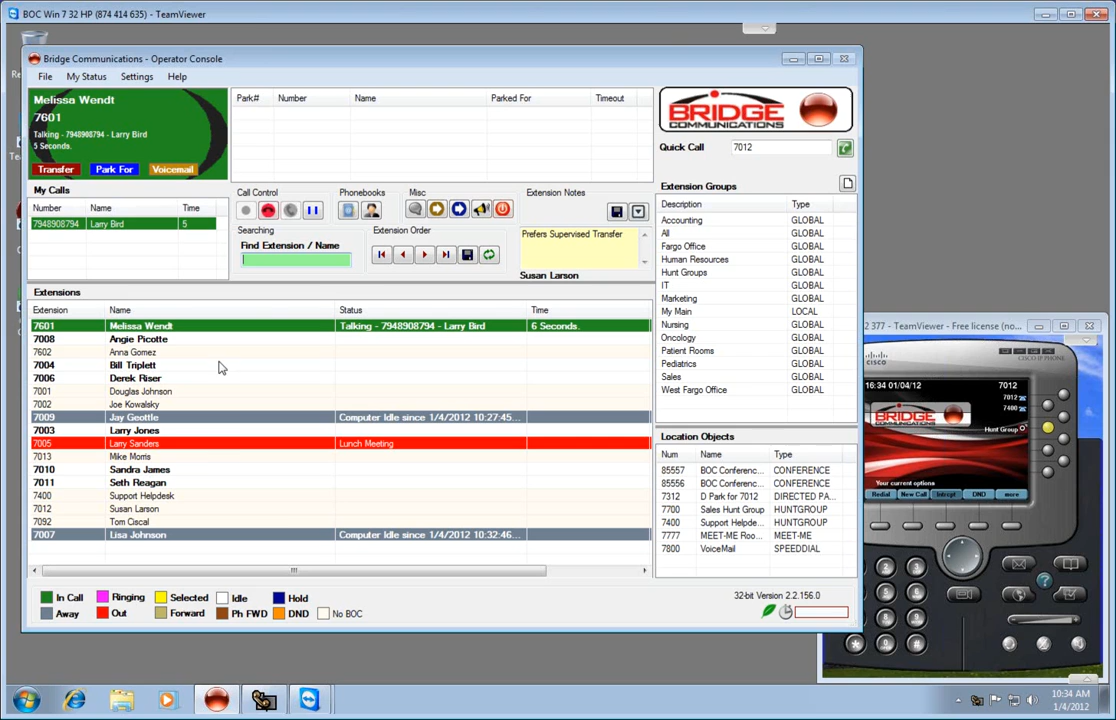 BOC Win 7 32 HP (874 414 635) - TeamViewer
Bridge Communications - Operator Console
File My Status Settings Help
Melissa Wendt
7601
Talking - 7948908794 - Larry Bird
5 Seconds.
Transfer Park For Voicemail
Park# Number Name Parked For Timeout
BRIDGE
COMMUNICATIONS
Quick Call 7012
My Calls
Number Name Time
7948908794 Larry Bird 5
Call Control Phonebooks Misc Extension Notes
Searching
Find Extension / Name
Extension Order
Prefers Supervised Transfer
Susan Larson
Extension Groups
Description Type
Accounting GLOBAL
All GLOBAL
Fargo Office GLOBAL
Human Resources GLOBAL
Hunt Groups GLOBAL
IT GLOBAL
Marketing GLOBAL
My Main LOCAL
Nursing GLOBAL
Oncology GLOBAL
Patient Rooms GLOBAL
Pediatrics GLOBAL
Sales GLOBAL
West Fargo Office GLOBAL
Extensions
Extension Name Status Time
7601 Melissa Wendt Talking - 7948908794 - Larry Bird 6 Seconds.
7008 Angie Picotte
7602 Anna Gomez
7004 Bill Triplett
7006 Derek Riser
7001 Douglas Johnson
7002 Joe Kowalsky
7009 Jay Geottle Computer Idle since 1/4/2012 10:27:45...
7003 Larry Jones
7005 Larry Sanders Lunch Meeting
7013 Mike Morris
7010 Sandra James
7011 Seth Reagan
7400 Support Helpdesk
7012 Susan Larson
7092 Tom Ciscal
7007 Lisa Johnson Computer Idle since 1/4/2012 10:32:46...
Location Objects
Num Name Type
85557 BOC Conferenc... CONFERENCE
85556 BOC Conferenc... CONFERENCE
7312 D Park for 7012 DIRECTED PA...
7700 Sales Hunt Group HUNTGROUP
7400 Support Helpde... HUNTGROUP
7777 MEET-ME Roo... MEET-ME
7800 VoiceMail SPEEDDIAL
In Call Ringing Selected Idle Hold
Away Out Forward Ph FWD DND No BOC
32-bit Version 2.2.156.0
2 377 - TeamViewer - Free license (no...
cisco
CISCO IP PHONE
16:34 01/04/12 7012
7012
7400
BRIDGE
COMMUNICATIONS
Hunt Group
Your current options
Redial New Call Intrcpt DND more
10:34 AM
1/4/2012